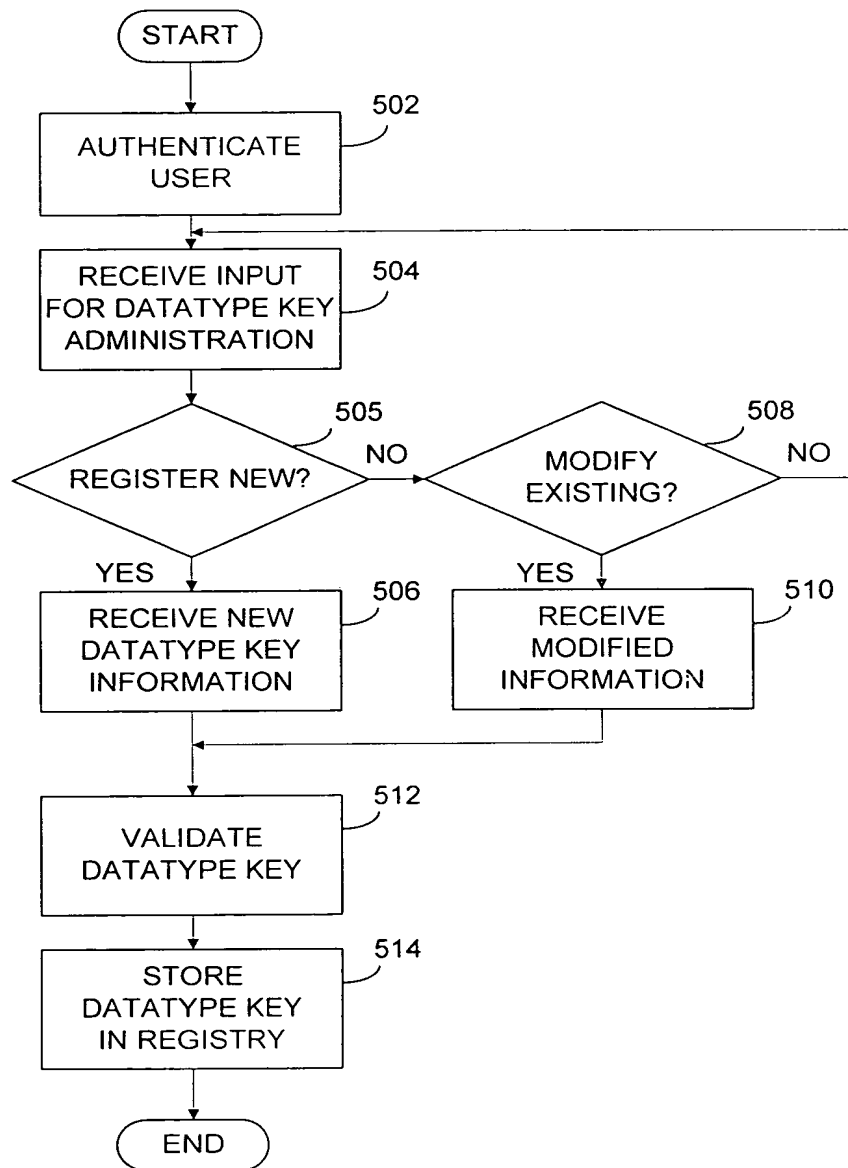 START
502
AUTHENTICATE
USER
RECEIVE INPUT
FOR DATATYPE KEY
ADMINISTRATION
504
505
REGISTER NEW?
NO
508
MODIFY
EXISTING?
NO
YES
506
RECEIVE NEW
DATATYPE KEY
INFORMATION
YES
510
RECEIVE
MODIFIED
INFORMATION
512
VALIDATE
DATATYPE KEY
514
STORE
DATATYPE KEY
IN REGISTRY
END